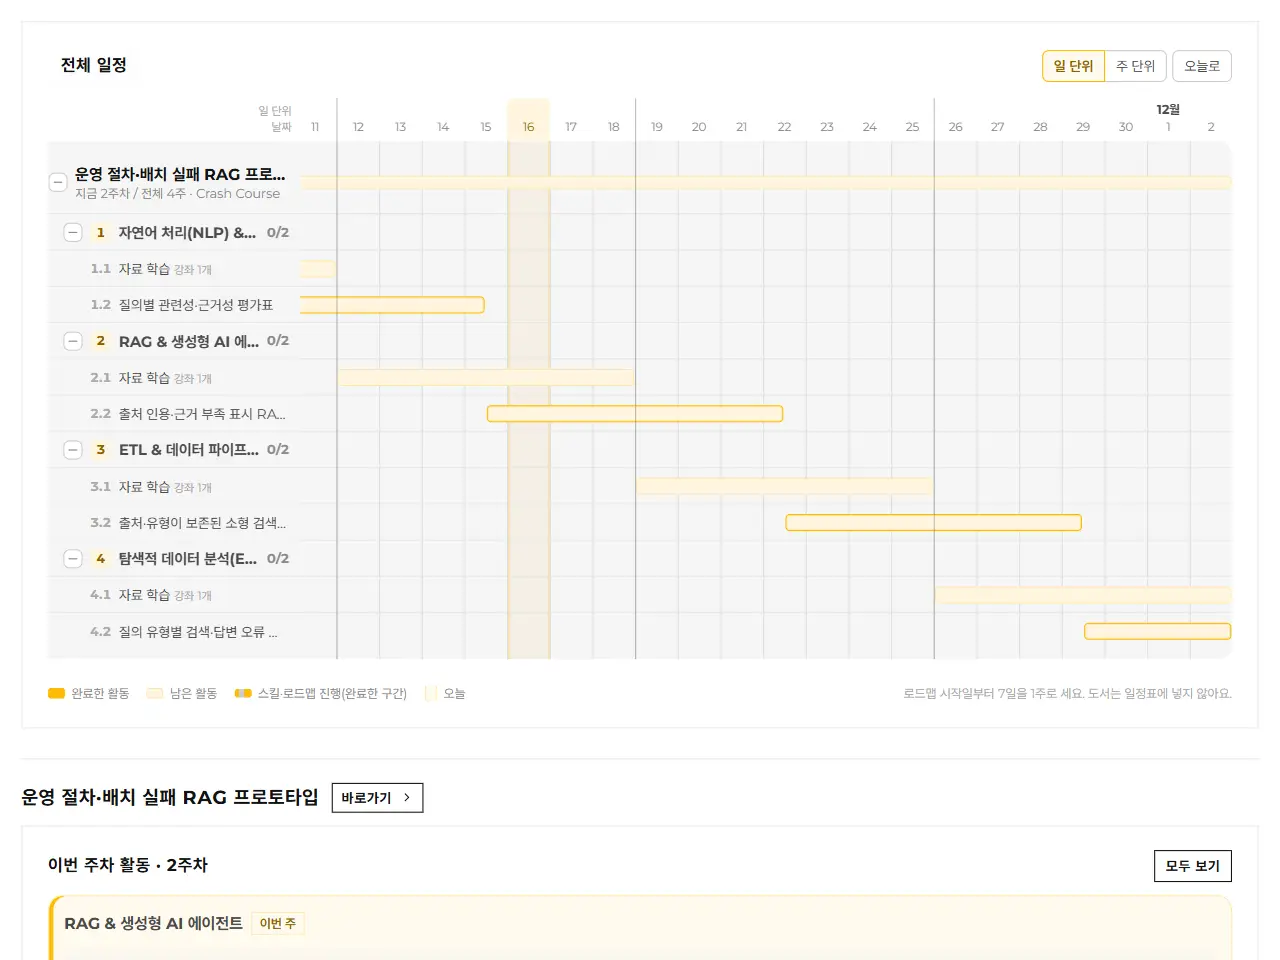 전체 일정
일 단위 주 단위 오늘로
일 단위 12월
날짜 11 12 13 14 15 16 17 18 19 20 21 22 23 24 25 26 27 28 29 30 1 2
운영 절차·배치 실패 RAG 프로...
지금 2주차 / 전체 4주 · Crash Course
1 자연어 처리(NLP) &... 0/2
1.1 자료 학습 강좌 1개
1.2 질의별 관련성·근거성 평가표
2 RAG & 생성형 AI 에... 0/2
2.1 자료 학습 강좌 1개
2.2 출처 인용·근거 부족 표시 RA...
3 ETL & 데이터 파이프... 0/2
3.1 자료 학습 강좌 1개
3.2 출처·유형이 보존된 소형 검색...
4 탐색적 데이터 분석(E... 0/2
4.1 자료 학습 강좌 1개
4.2 질의 유형별 검색·답변 오류 ...
완료한 활동 남은 활동 스킬·로드맵 진행(완료한 구간) 오늘 로드맵 시작일부터 7일을 1주로 세요. 도서는 일정표에 넣지 않아요.
운영 절차·배치 실패 RAG 프로토타입 바로가기
이번 주차 활동 · 2주차 모두 보기
RAG & 생성형 AI 에이전트 이번 주